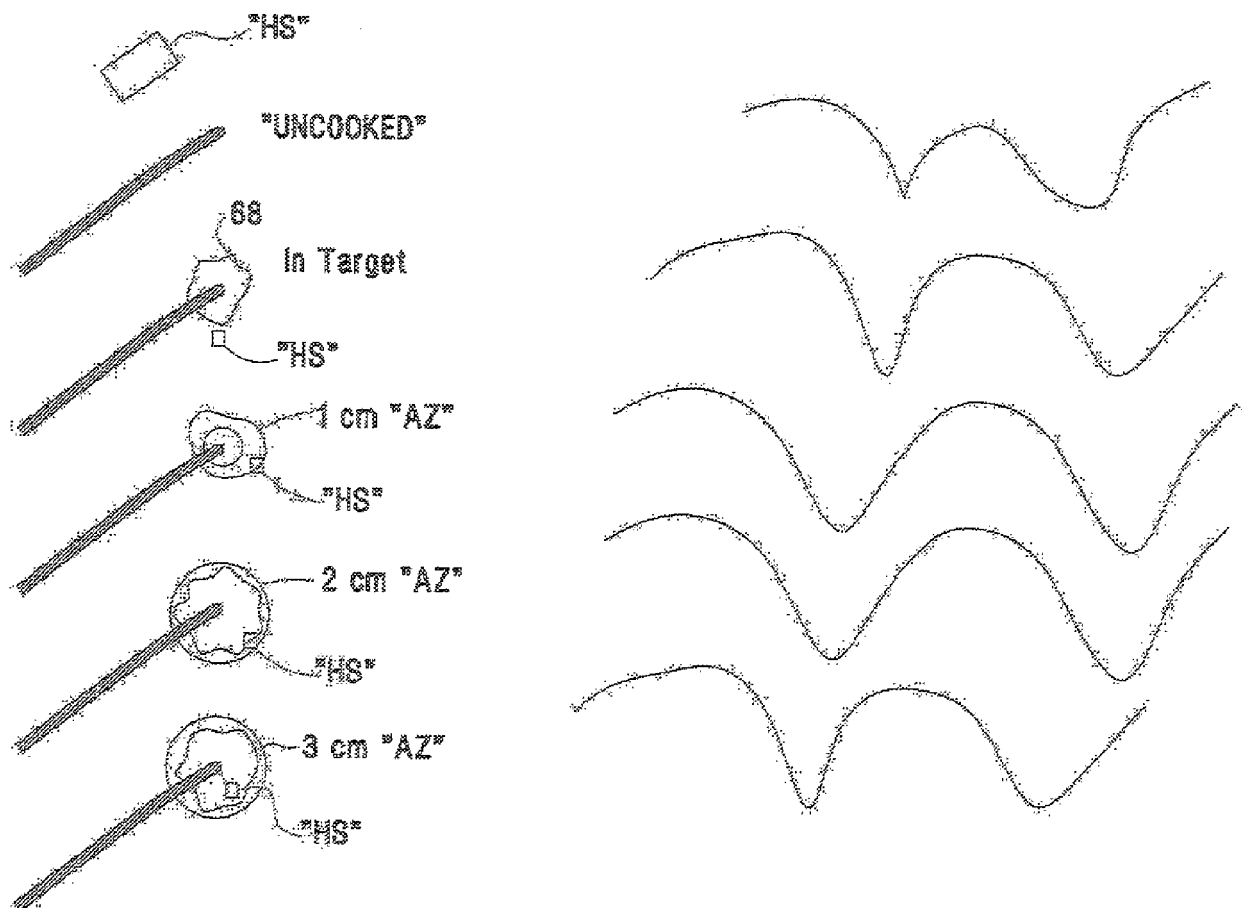 "HS"
"UNCOOKED"
68
In Target
"HS"
1 cm "AZ"
"HS"
2 cm "AZ"
"HS"
3 cm "AZ"
"HS"